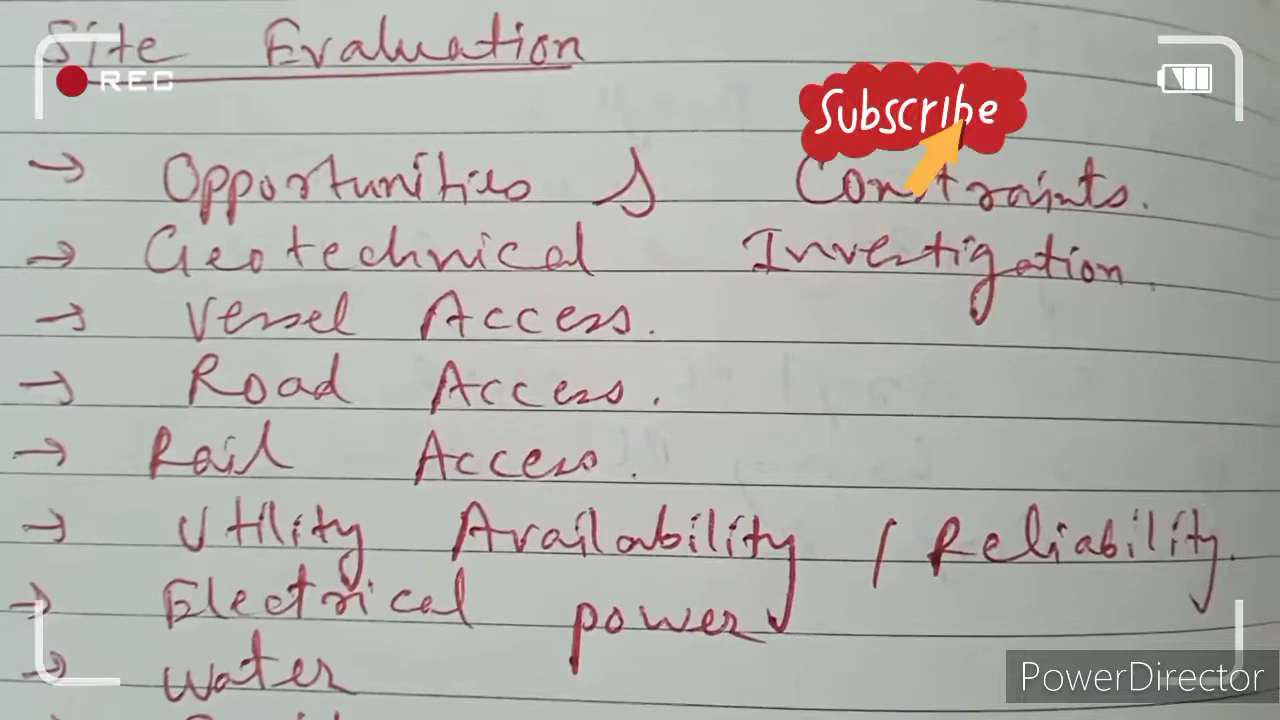 Site Evaluation
REC
Subscribe
→ Opportunities & Constraints.
→ Geotechnical Investigation.
→ Vessel Access.
→ Road Access.
→ Rail Access.
→ Utility Availability / Reliability.
→ Electrical power
→ water
PowerDirector